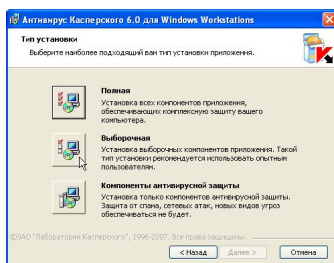 Антивирус Касперского 6.0 для Windows Workstations
Тип установки
Выберите наиболее подходящий вам тип установки приложения.
Полная
Установка всех компонентов приложения,
обеспечивающих комплексную защиту вашего
компьютера.
Выборочная
Установка выборочных компонентов приложения. Такой
тип установки рекомендуется использовать опытным
пользователям.
Компоненты антивирусной защиты
Установка только компонентов антивирусной защиты.
Защита от спама, сетевых атак, новых видов угроз
обеспечиваться не будет.
©ЗАО "Лаборатория Касперского", 1996-2007. Все права защищены.
< Назад
Далее >
Отмена